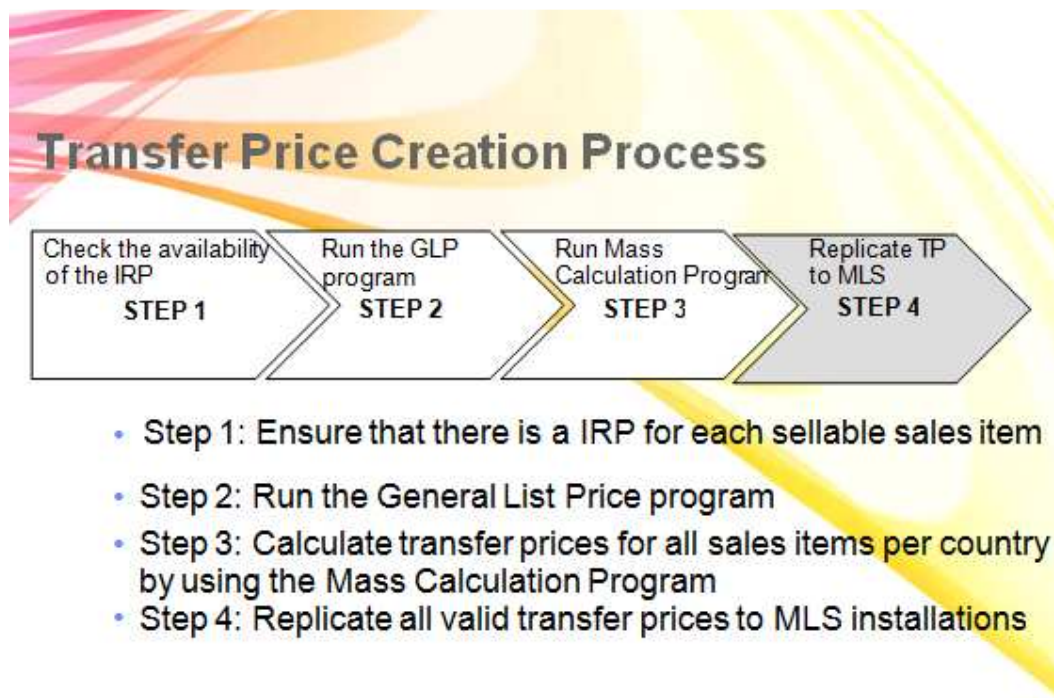 Transfer Price Creation Process
Check the availability
of the IRP
STEP 1
Run the GLP
program
STEP 2
Run Mass
Calculation Program
STEP 3
Replicate TP
to MLS
STEP 4
• Step 1: Ensure that there is a IRP for each sellable sales item
• Step 2: Run the General List Price program
• Step 3: Calculate transfer prices for all sales items per country
by using the Mass Calculation Program
• Step 4: Replicate all valid transfer prices to MLS installations